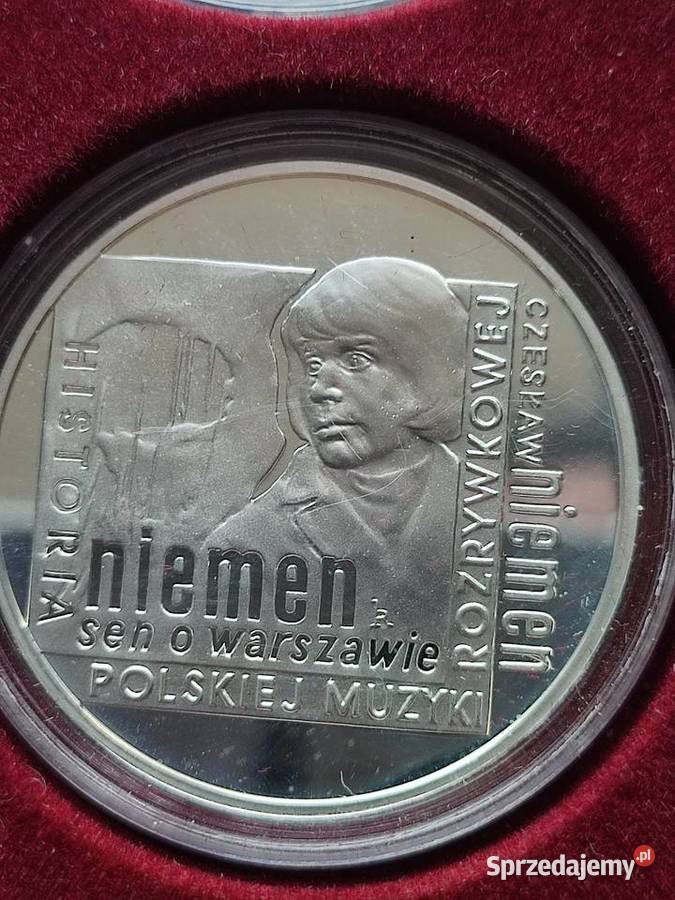 HISTORIA
niemen
sen o warszawie
POLSKIEJ MUZYKI
ROZRYWKOWEJ
CZESŁAW niemen
Sprzedajemy.pl